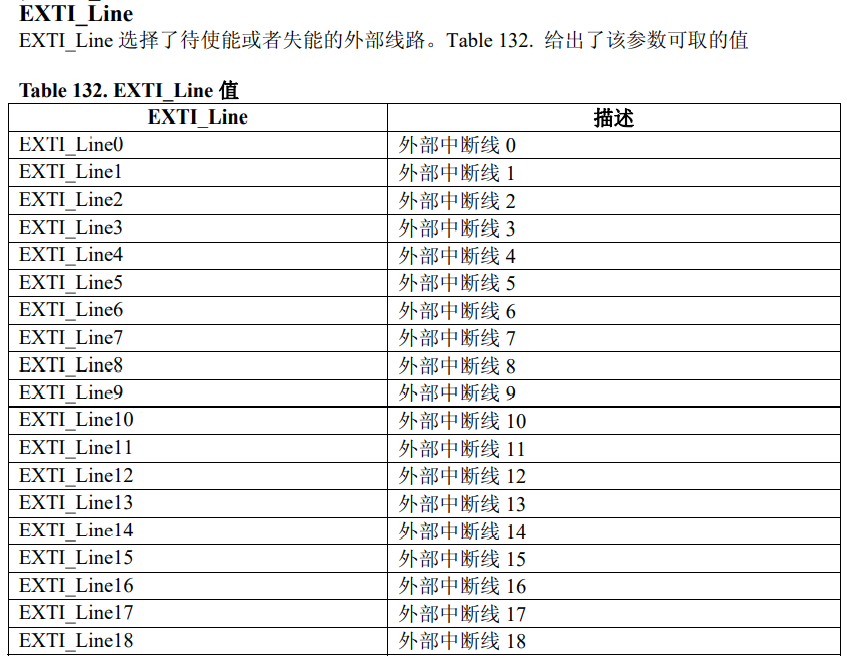 EXTI_Line
EXTI_Line 选择了待使能或者失能的外部线路。Table 132. 给出了该参数可取的值
Table 132. EXTI_Line 值
EXTI_Line 描述
EXTI_Line0 外部中断线 0
EXTI_Line1 外部中断线 1
EXTI_Line2 外部中断线 2
EXTI_Line3 外部中断线 3
EXTI_Line4 外部中断线 4
EXTI_Line5 外部中断线 5
EXTI_Line6 外部中断线 6
EXTI_Line7 外部中断线 7
EXTI_Line8 外部中断线 8
EXTI_Line9 外部中断线 9
EXTI_Line10 外部中断线 10
EXTI_Line11 外部中断线 11
EXTI_Line12 外部中断线 12
EXTI_Line13 外部中断线 13
EXTI_Line14 外部中断线 14
EXTI_Line15 外部中断线 15
EXTI_Line16 外部中断线 16
EXTI_Line17 外部中断线 17
EXTI_Line18 外部中断线 18